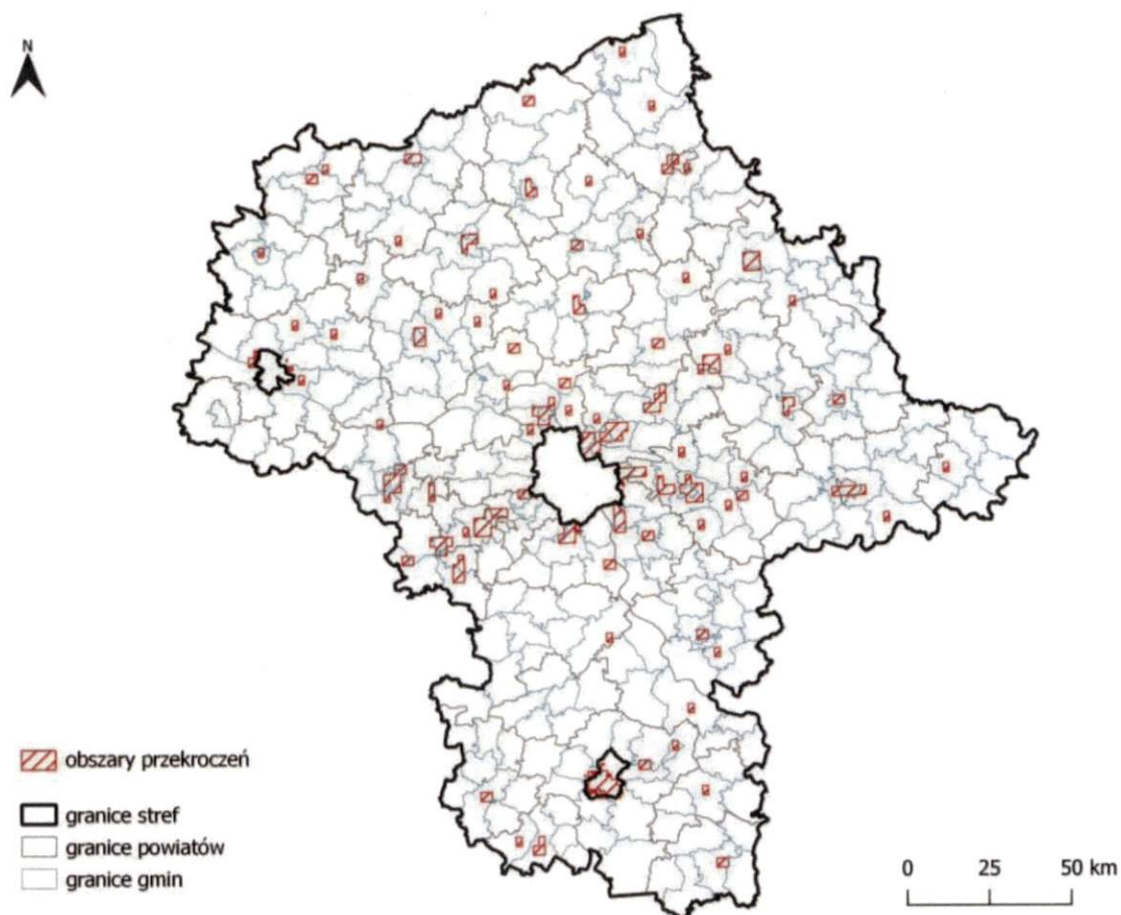 N
obszary przekroczeń
granice stref
granice powiatów
granice gmin
0 25 50 km